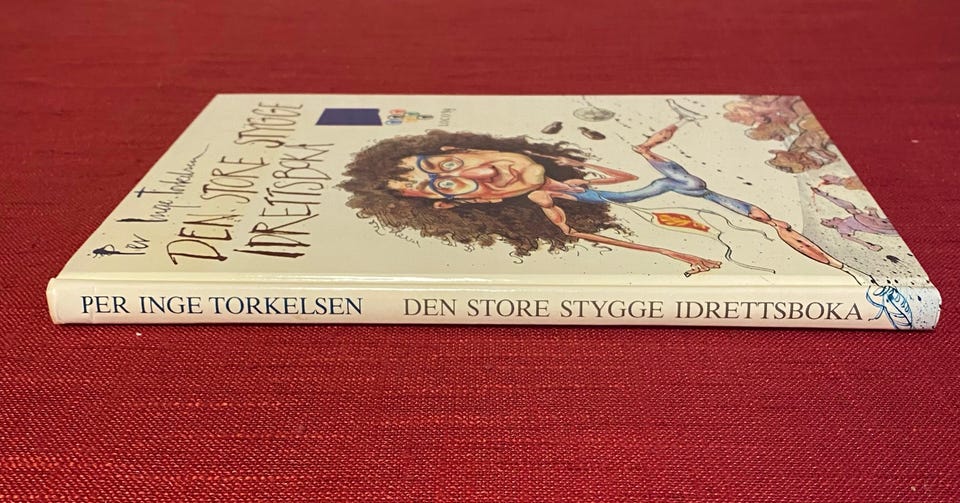 Per Inge Torkelsen
DEN STORE STYGGE
IDRETTSBOKA
PER INGE TORKELSEN DEN STORE STYGGE IDRETTSBOKA